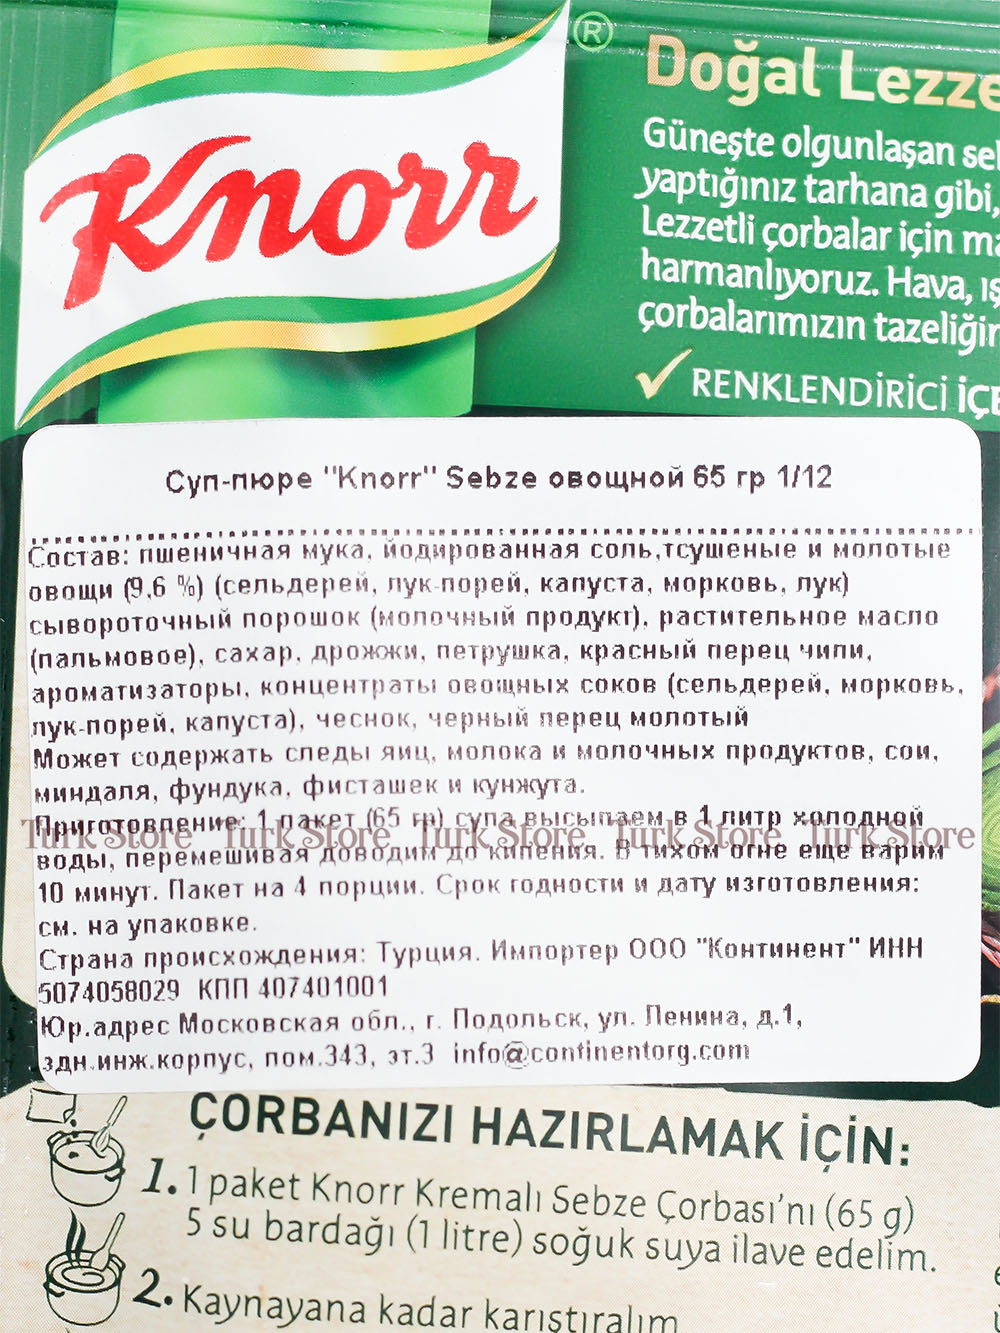 Knorr
®
Doğal Lezze
Güneşte olgunlaşan sel
yaptığınız tarhana gibi,
Lezzetli çorbalar için ma
harmanlıyoruz. Hava, ış
çorbalarımızın tazeliğin
RENKLENDİRİCİ İÇE
Суп-пюре "Knorr" Sebze овощной 65 гр 1/12
Состав: пшеничная мука, йодированная соль,тсушеные и молотые
овощи (9,6 %) (сельдерей, лук-порей, капуста, морковь, лук)
сывороточный порошок (молочный продукт), растительное масло
(пальмовое), сахар, дрожжи, петрушка, красный перец чили,
ароматизаторы, концентраты овощных соков (сельдерей, морковь,
лук-порей, капуста), чеснок, черный перец молотый
Может содержать следы яиц, молока и молочных продуктов, сои,
миндаля, фундука, фисташек и кунжута.
Приготовление: 1 пакет (65 гр) супа высыпаем в 1 литр холодной
Turk Store Turk Store Turk Store Turk Store Turk Store
воды, перемешивая доводим до кипения. В тихом огне еще варим
10 минут. Пакет на 4 порции. Срок годности и дату изготовления:
см. на упаковке.
Страна происхождения: Турция. Импортер ООО "Континент" ИНН
5074058029 КПП 407401001
Юр.адрес Московская обл., г. Подольск, ул. Ленина, д.1,
здн.инж.корпус, пом.343, эт.3 info@continentorg.com
ÇORBANIZI HAZIRLAMAK İÇİN:
1. 1 paket Knorr Kremalı Sebze Çorbası'nı (65 g)
5 su bardağı (1 litre) soğuk suya ilave edelim.
2. Kaynayana kadar karıştıralım